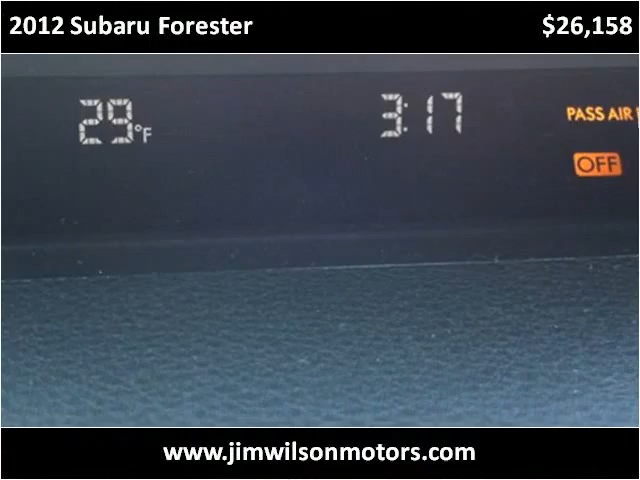 2012 Subaru Forester $26,158
29°F 3:17 PASS AIR
OFF
www.jimwilsonmotors.com